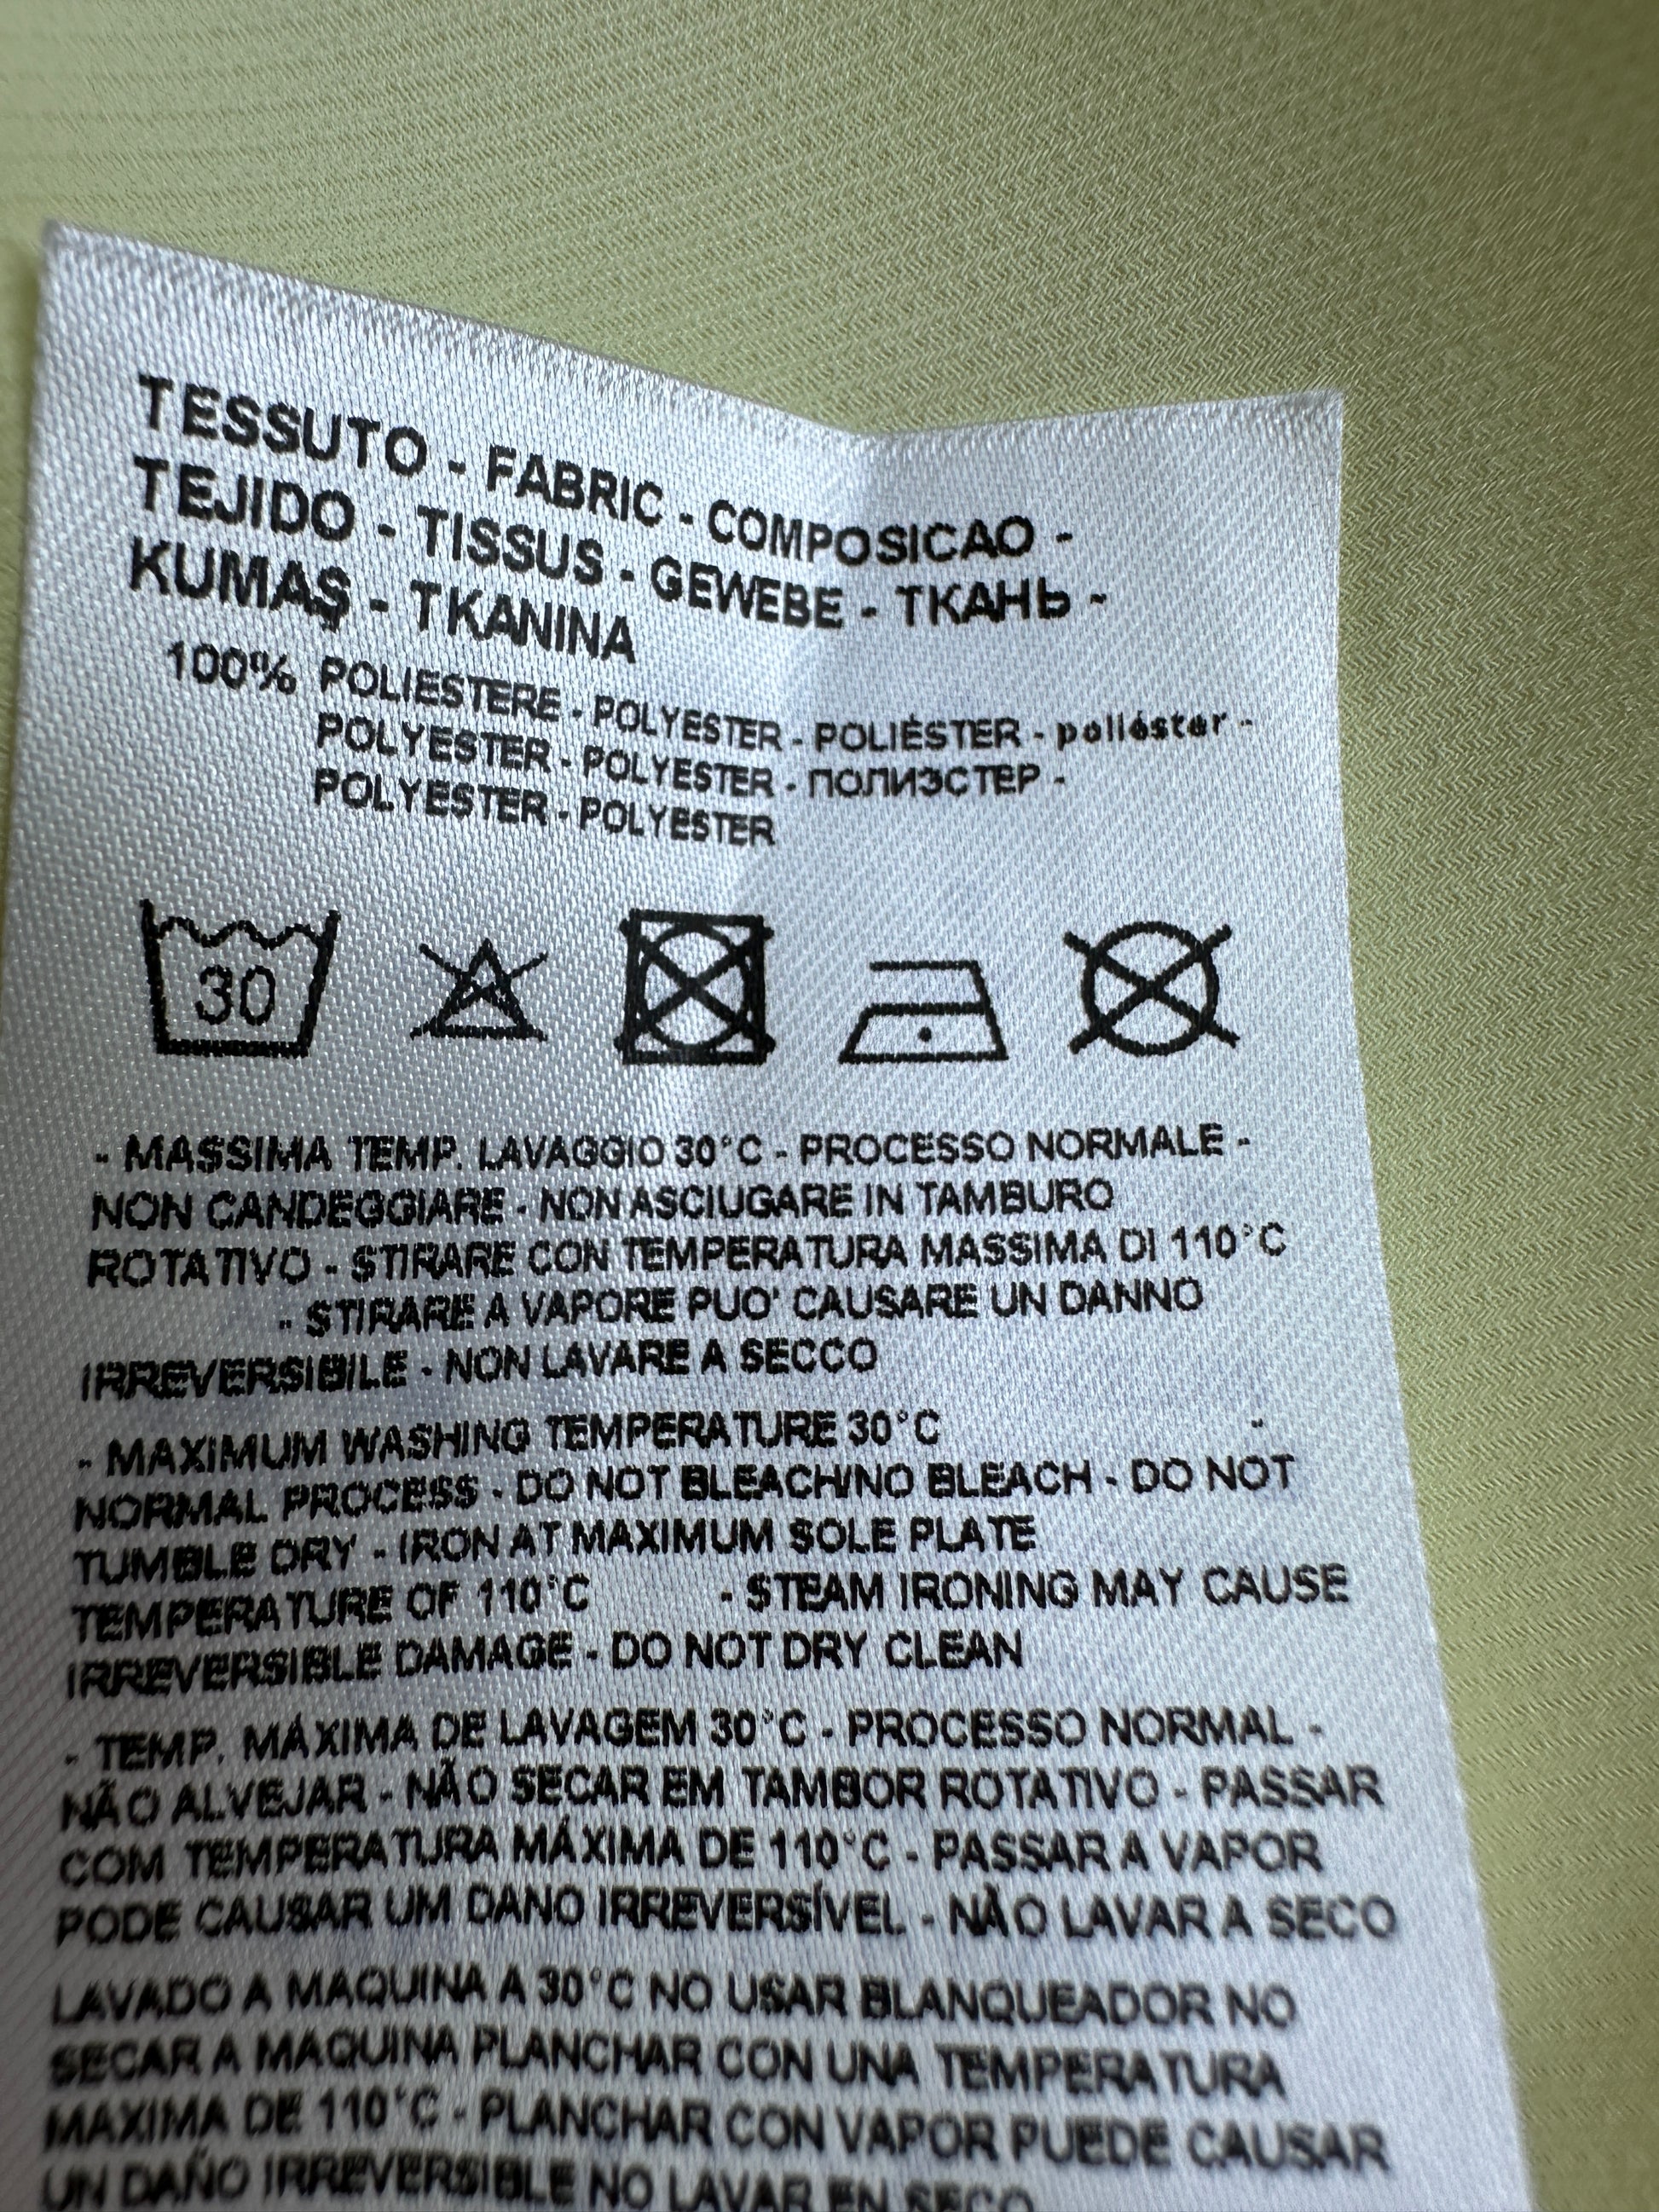 TESSUTO - FABRIC - COMPOSICAO -
TEJIDO - TISSUS - GEWEBE - ТКАНЬ -
KUMAŞ - TKANINA
100% POLIESTERE - POLYESTER - POLIÉSTER - poliéster -
POLYESTER - POLYESTER - ПОЛИЭСТЕР -
POLYESTER - POLYESTER
30
- MASSIMA TEMP. LAVAGGIO 30°C - PROCESSO NORMALE -
NON CANDEGGIARE - NON ASCIUGARE IN TAMBURO
ROTATIVO - STIRARE CON TEMPERATURA MASSIMA DI 110°C
- STIRARE A VAPORE PUO' CAUSARE UN DANNO
IRREVERSIBILE - NON LAVARE A SECCO
- MAXIMUM WASHING TEMPERATURE 30°C -
NORMAL PROCESS - DO NOT BLEACH/NO BLEACH - DO NOT
TUMBLE DRY - IRON AT MAXIMUM SOLE PLATE
TEMPERATURE OF 110°C - STEAM IRONING MAY CAUSE
IRREVERSIBLE DAMAGE - DO NOT DRY CLEAN
- TEMP. MÁXIMA DE LAVAGEM 30°C - PROCESSO NORMAL -
NÃO ALVEJAR - NÃO SECAR EM TAMBOR ROTATIVO - PASSAR
COM TEMPERATURA MÁXIMA DE 110°C - PASSAR A VAPOR
PODE CAUSAR UM DANO IRREVERSÍVEL - NÃO LAVAR A SECO
LAVADO A MAQUINA A 30°C NO USAR BLANQUEADOR NO
SECAR A MAQUINA PLANCHAR CON UNA TEMPERATURA
MAXIMA DE 110°C - PLANCHAR CON VAPOR PUEDE CAUSAR
UN DAÑO IRREVERSIBLE NO LAVAR EN SECO